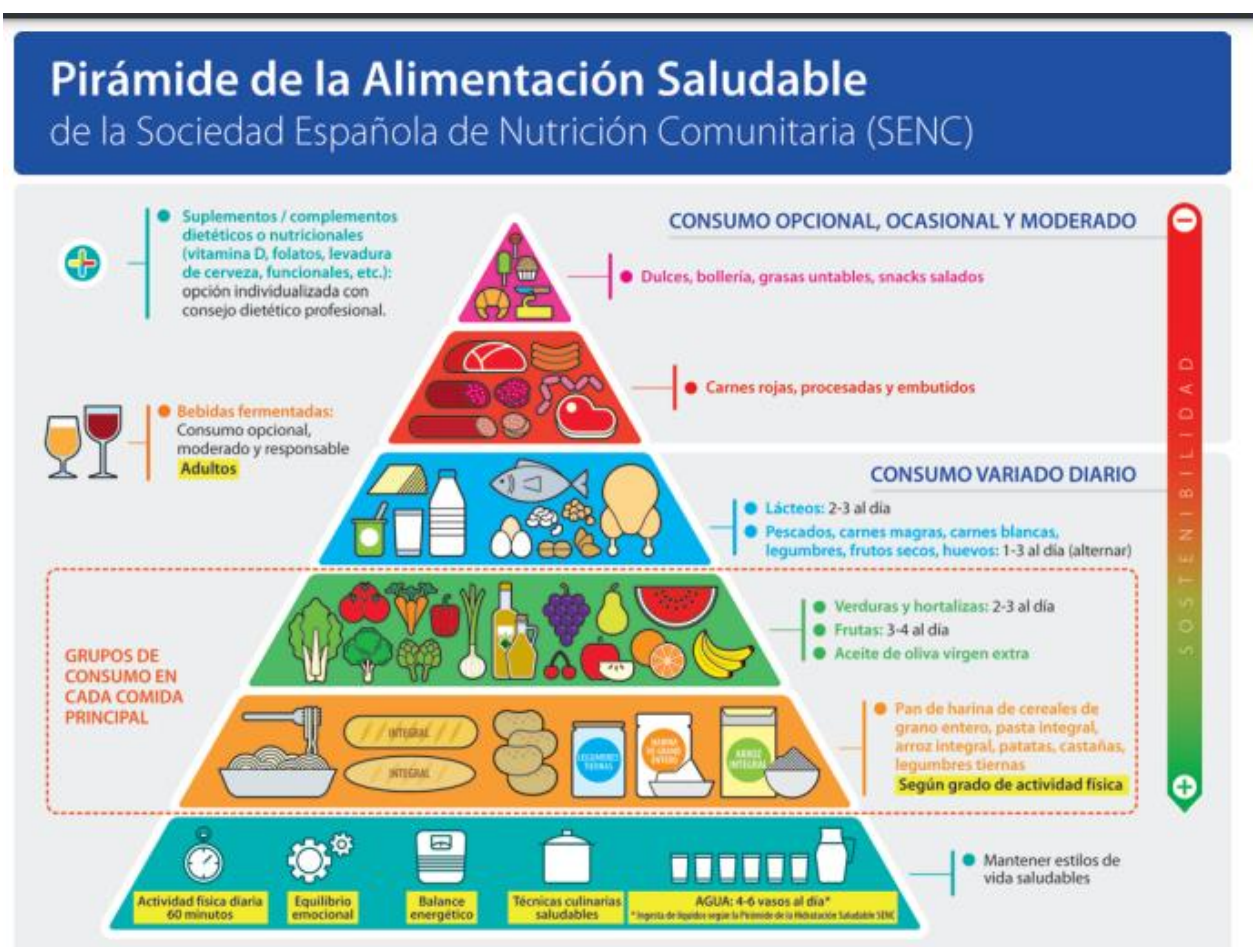 Pirámide de la Alimentación Saludable
de la Sociedad Española de Nutrición Comunitaria (SENC)
Suplementos / complementos
dietéticos o nutricionales
(vitamina D, folatos, levadura
de cerveza, funcionales, etc.):
opción individualizada con
consejo dietético profesional.
CONSUMO OPCIONAL, OCASIONAL Y MODERADO
Dulces, bollería, grasas untables, snacks salados
Carnes rojas, procesadas y embutidos
Bebidas fermentadas:
Consumo opcional,
moderado y responsable
Adultos
CONSUMO VARIADO DIARIO
Lácteos: 2-3 al día
Pescados, carnes magras, carnes blancas,
legumbres, frutos secos, huevos: 1-3 al día (alternar)
SOSTENIBILIDAD
GRUPOS DE
CONSUMO EN
CADA COMIDA
PRINCIPAL
Verduras y hortalizas: 2-3 al día
Frutas: 3-4 al día
Aceite de oliva virgen extra
INTEGRAL
INTEGRAL
LEGUMBRES
TIERNAS
HARINA
DE GRANO
ENTERO
ARROZ
INTEGRAL
Pan de harina de cereales de
grano entero, pasta integral,
arroz integral, patatas, castañas,
legumbres tiernas
Según grado de actividad física
Actividad física diaria
60 minutos
Equilibrio
emocional
Balance
energético
Técnicas culinarias
saludables
AGUA: 4-6 vasos al día*
* Ingesta de líquidos según la Pirámide de la Hidratación Saludable SENC
Mantener estilos de
vida saludables